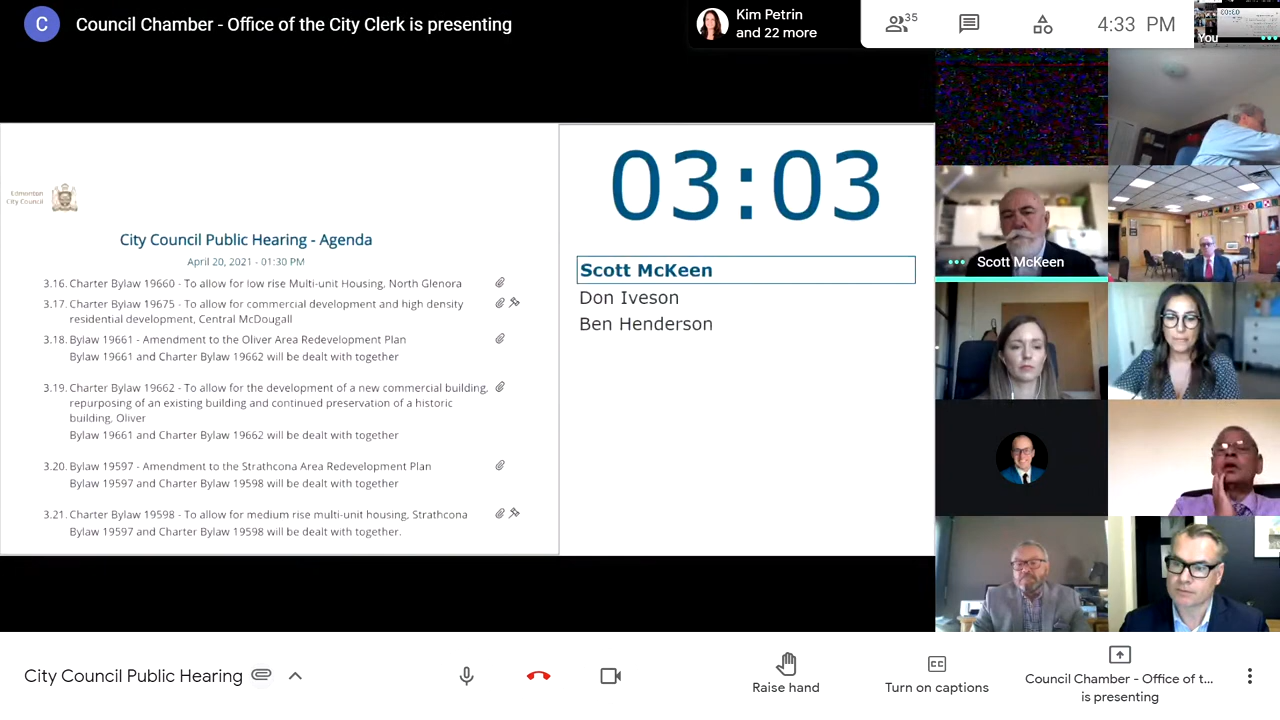 C
Council Chamber - Office of the City Clerk is presenting
Kim Petrin
and 22 more
35
4:33 PM
You
Edmonton
City Council
City Council Public Hearing - Agenda
April 20, 2021 - 01:30 PM
3.16. Charter Bylaw 19660 - To allow for low rise Multi-unit Housing, North Glenora
3.17. Charter Bylaw 19675 - To allow for commercial development and high density
residential development, Central McDougall
3.18. Bylaw 19661 - Amendment to the Oliver Area Redevelopment Plan
Bylaw 19661 and Charter Bylaw 19662 will be dealt with together
3.19. Charter Bylaw 19662 - To allow for the development of a new commercial building,
repurposing of an existing building and continued preservation of a historic
building, Oliver
Bylaw 19661 and Charter Bylaw 19662 will be dealt with together
3.20. Bylaw 19597 - Amendment to the Strathcona Area Redevelopment Plan
Bylaw 19597 and Charter Bylaw 19598 will be dealt with together
3.21. Charter Bylaw 19598 - To allow for medium rise multi-unit housing, Strathcona
Bylaw 19597 and Charter Bylaw 19598 will be dealt with together.
03:03
Scott McKeen
Don Iveson
Ben Henderson
Scott McKeen
City Council Public Hearing
Raise hand
Turn on captions
Council Chamber - Office of t...
is presenting